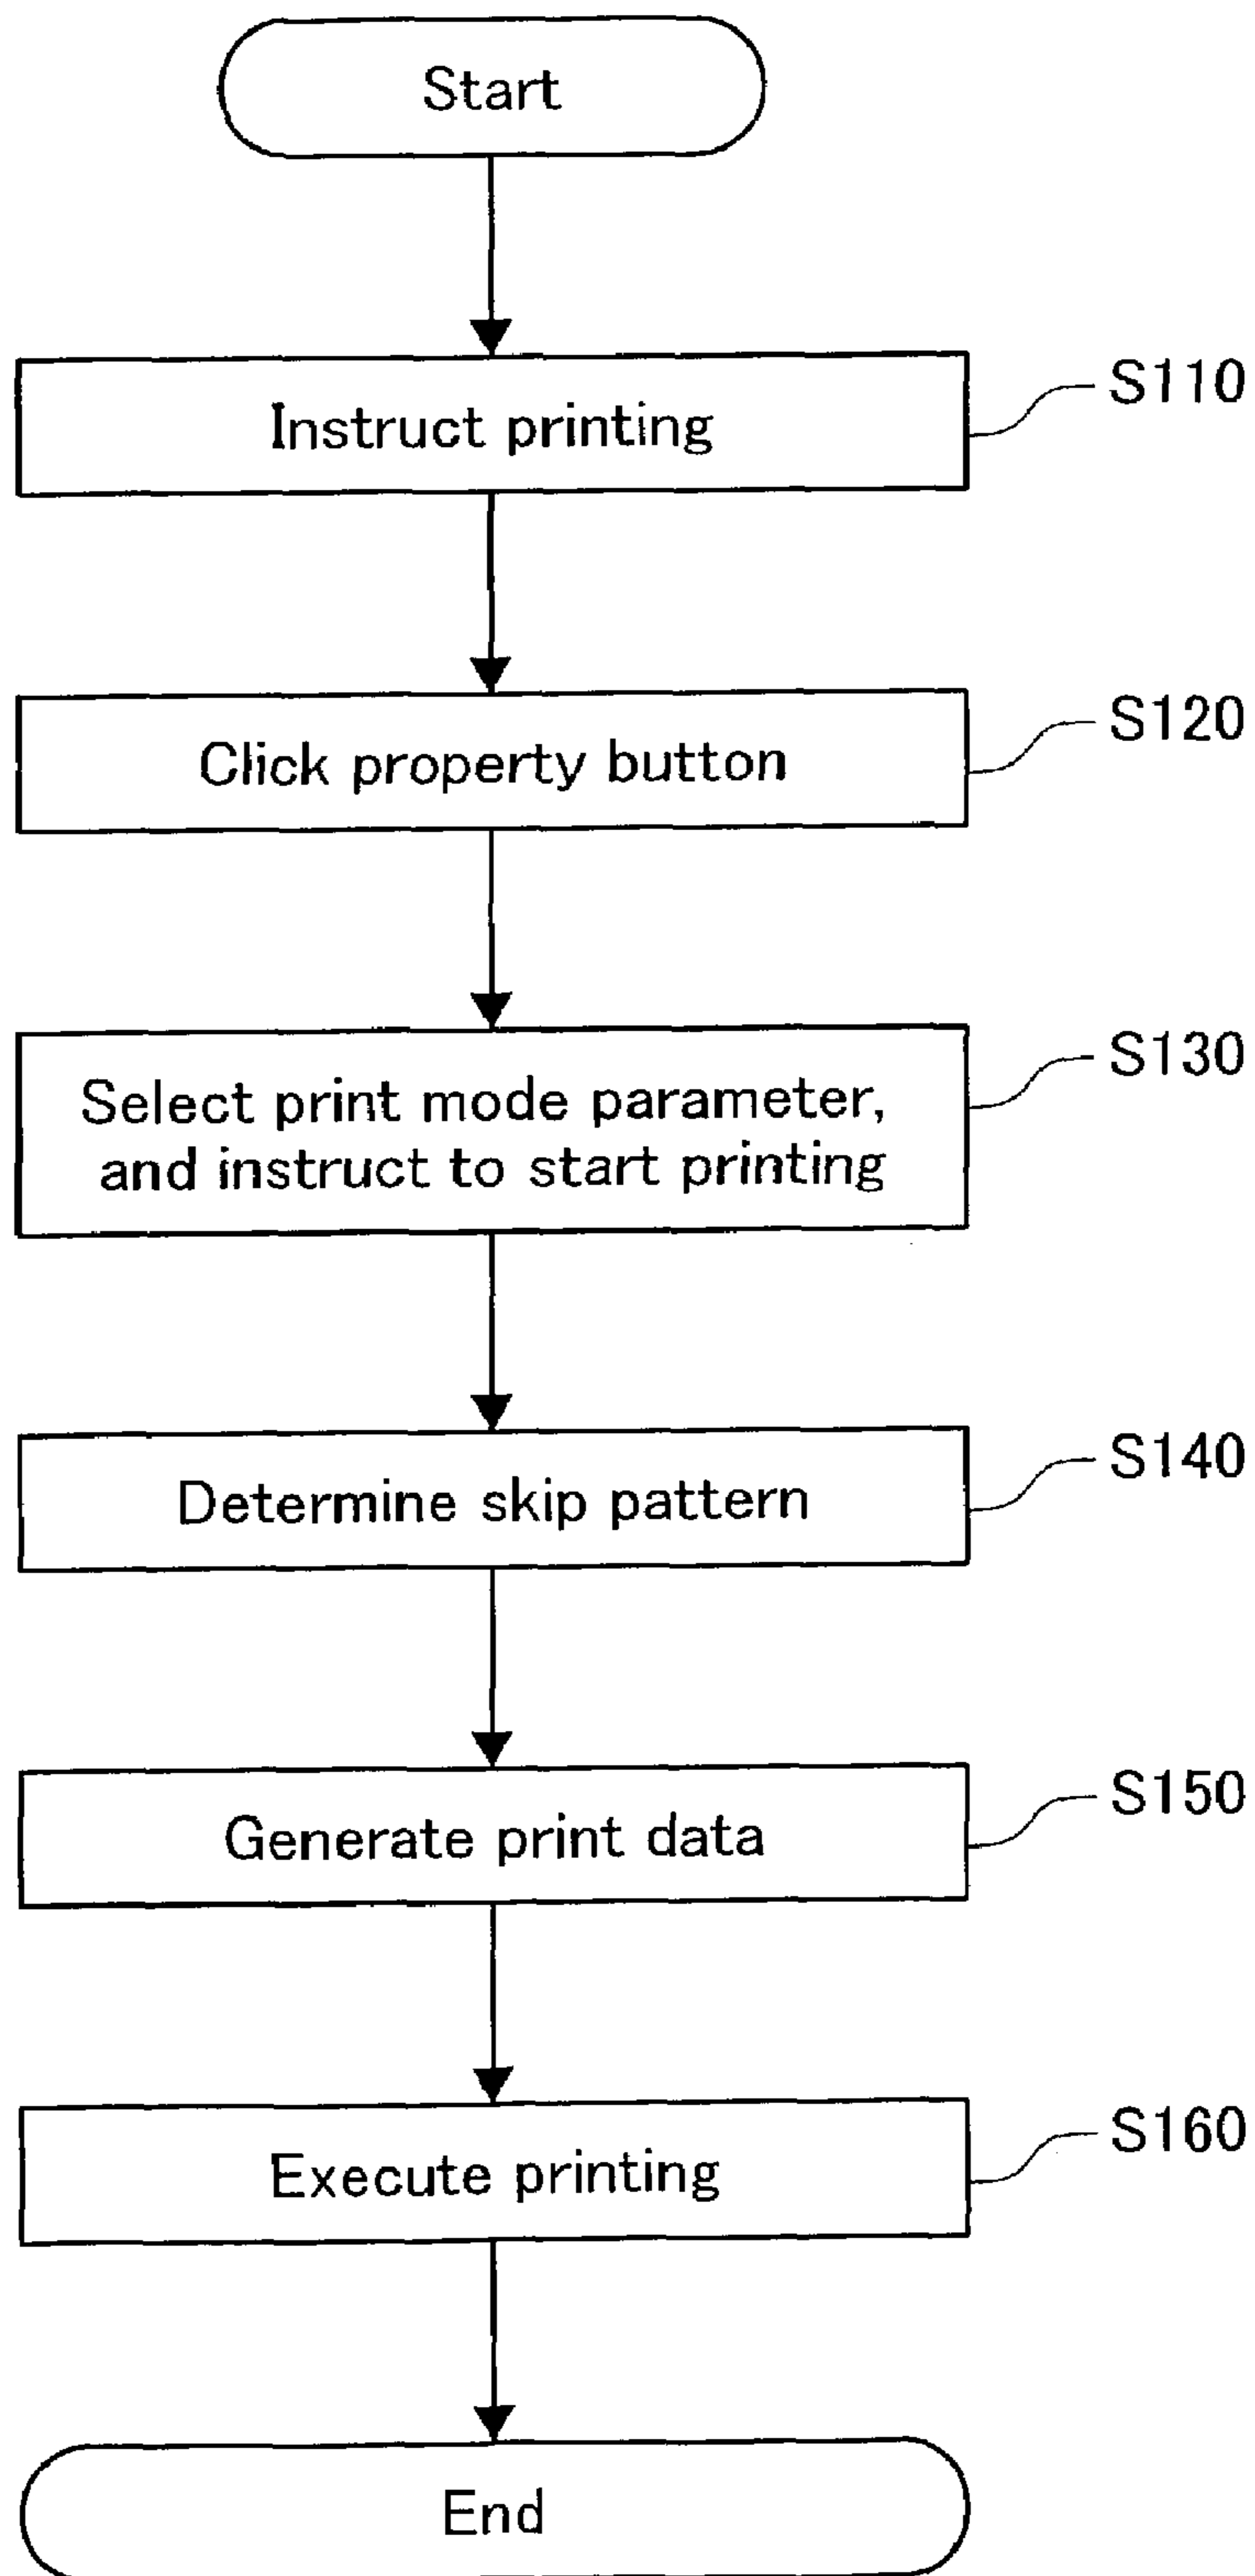 Start
Instruct printing
S110
Click property button
S120
Select print mode parameter,
and instruct to start printing
S130
Determine skip pattern
S140
Generate print data
S150
Execute printing
S160
End